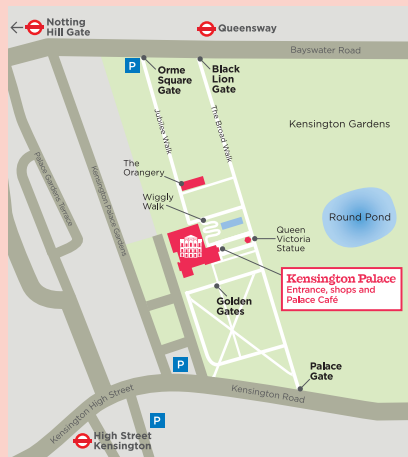 Notting
Hill Gate
Queensway
Bayswater Road
P
Orme
Square
Gate
Black
Lion
Gate
Jubilee Walk
The Broad Walk
Kensington Gardens
Palace Gardens Terrace
Kensington Palace Gardens
The
Orangery
Wiggly
Walk
Round Pond
Queen
Victoria
Statue
Kensington Palace
Entrance, shops and
Palace Café
Golden
Gates
Palace
Gate
P
Kensington High Street
Kensington Road
P
High Street
Kensington